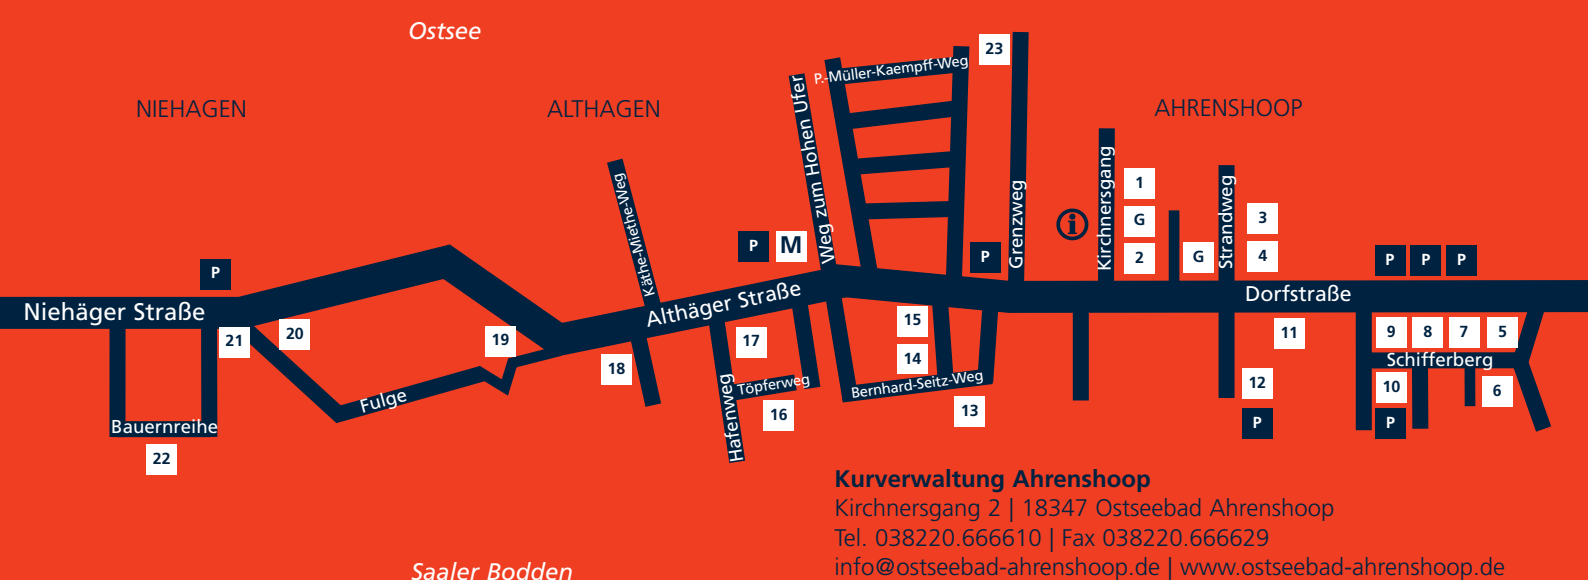 Ostsee
NIEHAGEN
ALTHAGEN
AHRENSHOOP
23
P.-Müller-Kaempff-Weg
Weg zum Hohen Ufer
Käthe-Miethe-Weg
Grenzweg
Kirchnersgang
Strandweg
1
G
2
G
3
4
i
P
P
M
P
P
P
P
Niehäger Straße
Althäger Straße
Dorfstraße
21
20
19
18
17
15
14
11
9
8
7
5
Schifferberg
Fulge
Hafenweg
Töpferweg
Bernhard-Seitz-Weg
12
10
6
16
13
P
P
Bauernreihe
22
Kurverwaltung Ahrenshoop
Kirchnersgang 2 | 18347 Ostseebad Ahrenshoop
Tel. 038220.666610 | Fax 038220.666629
info@ostseebad-ahrenshoop.de | www.ostseebad-ahrenshoop.de
Saaler Bodden